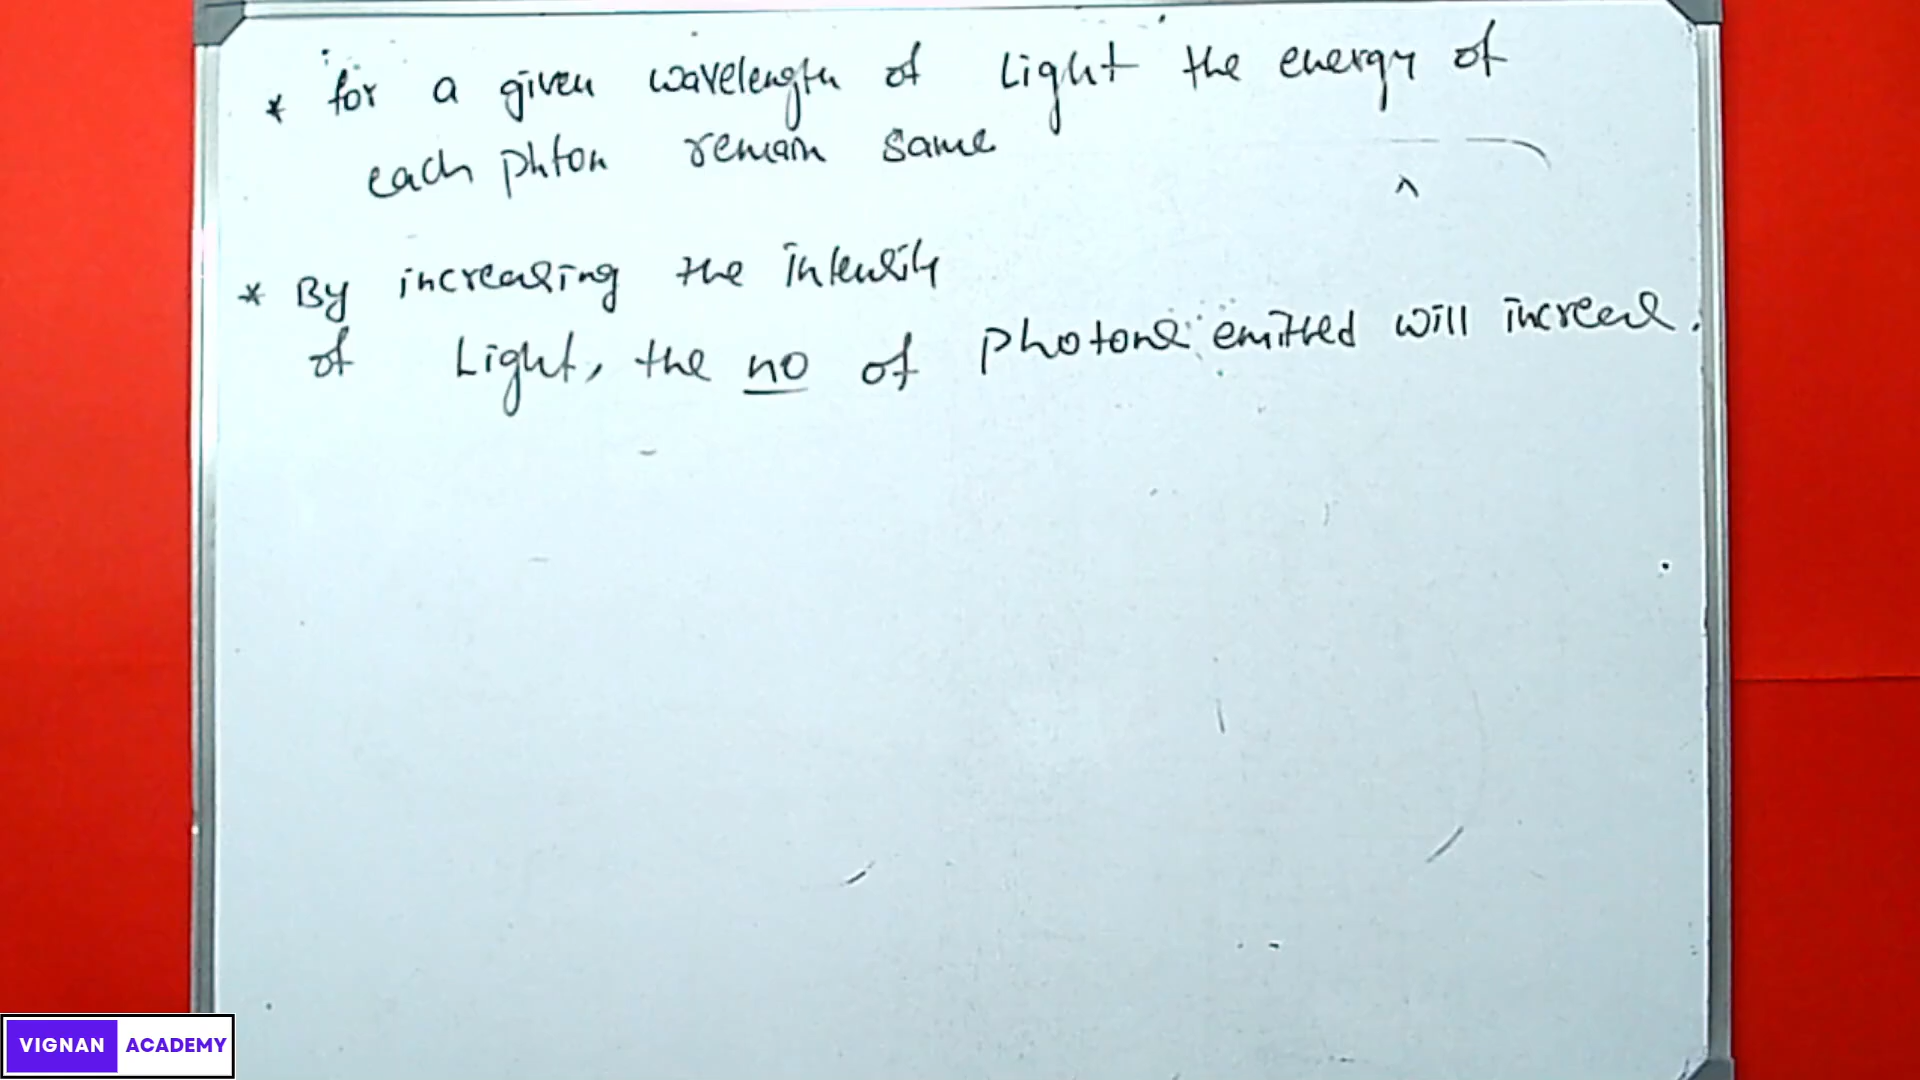 * for a given wavelength of Light the energy of
each phton remain same
* By increasing the intensity
of Light, the no of photons emitted will increase.
VIGNAN ACADEMY